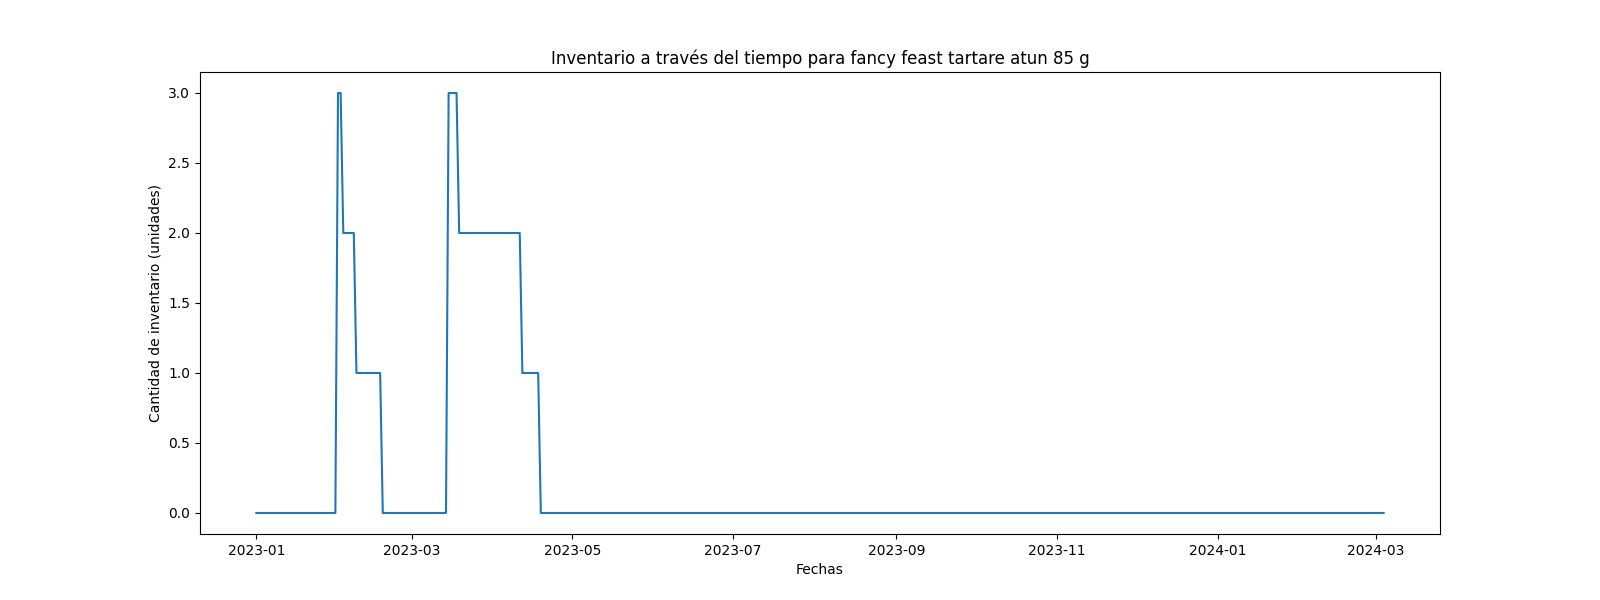 Inventario a través del tiempo para fancy feast tartare atun 85 g
Cantidad de inventario (unidades)
3.0
2.5
2.0
1.5
1.0
0.5
0.0
2023-01 2023-03 2023-05 2023-07 2023-09 2023-11 2024-01 2024-03
Fechas